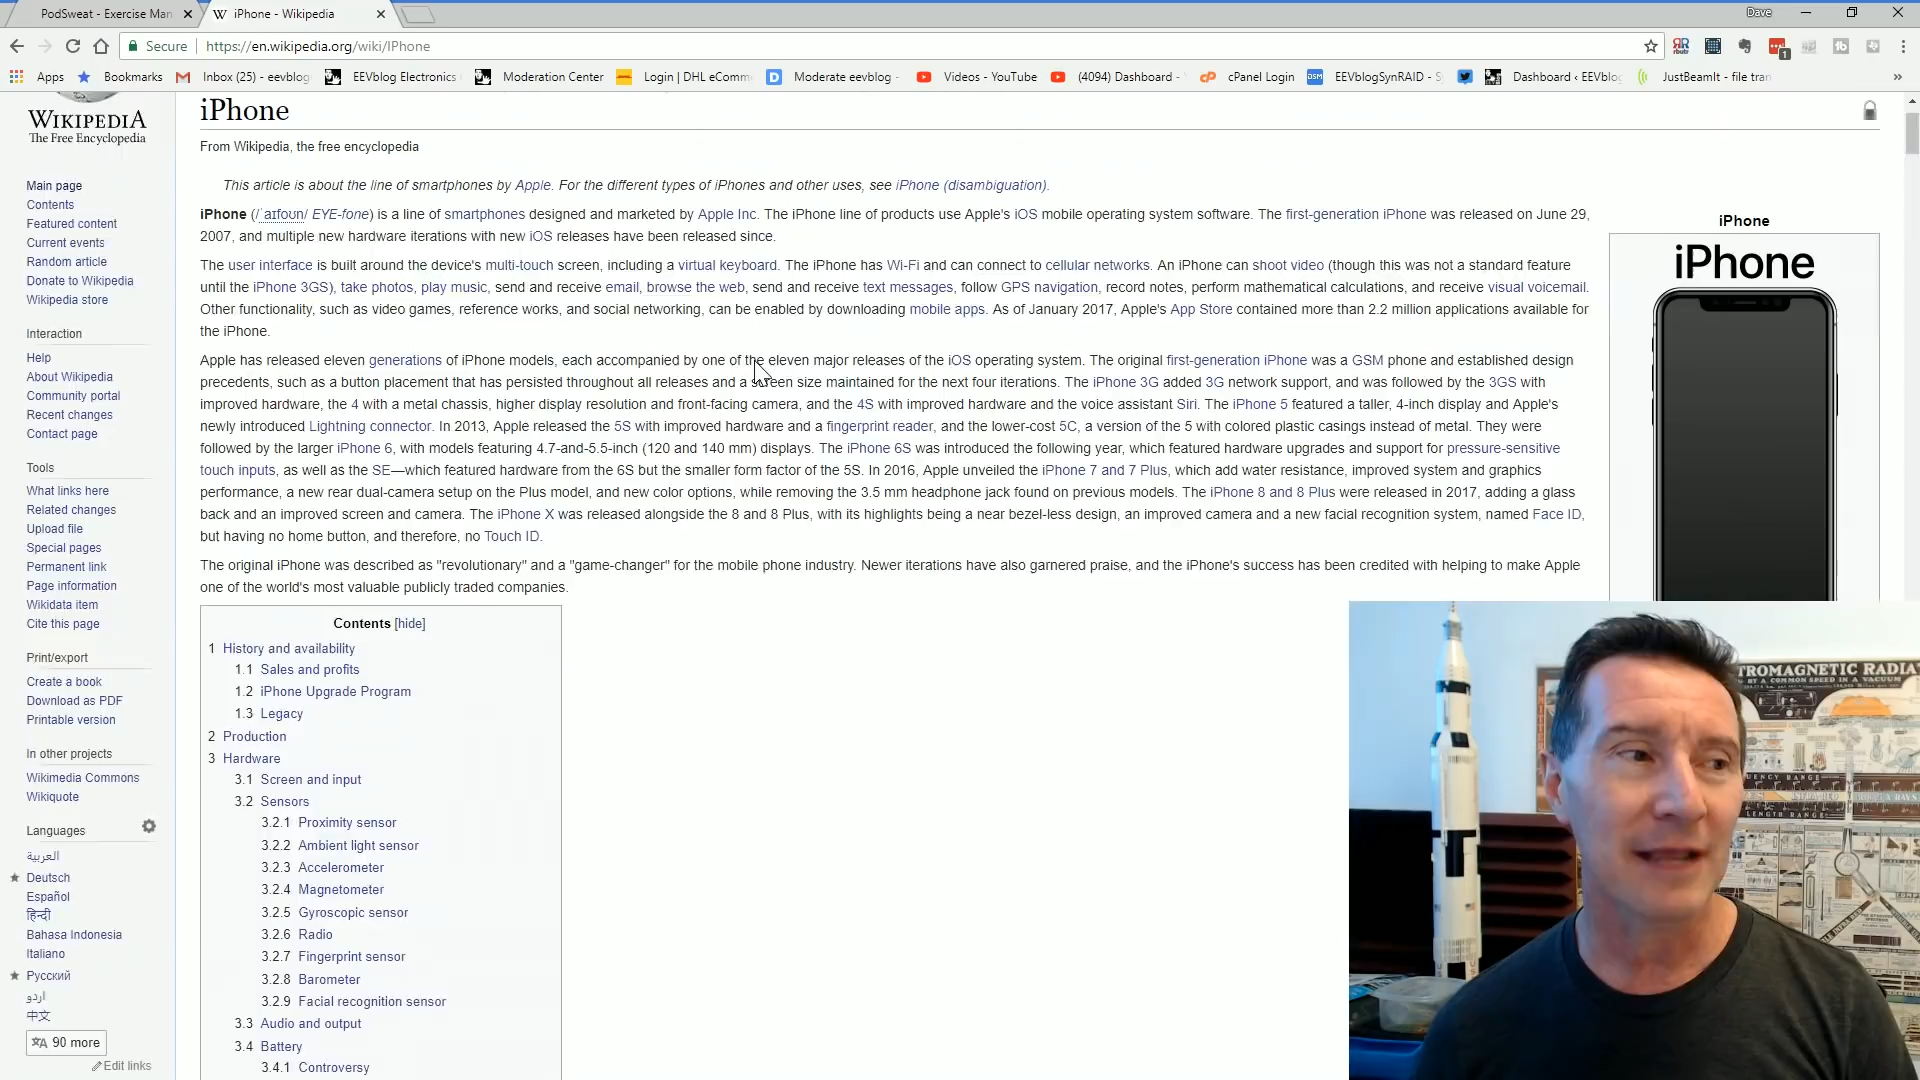 PodSweat - Exercise Man
iPhone - Wikipedia
Dave
Secure
https://en.wikipedia.org/wiki/IPhone
Apps
Bookmarks
Inbox (25) - eevblog
EEVblog Electronics
Moderation Center
Login | DHL eComm
Moderate eevblog -
Videos - YouTube
(4094) Dashboard -
cPanel Login
EEVblogSynRAID - S
Dashboard ‹ EEVblog
JustBeamIt - file tran
WIKIPEDIA
The Free Encyclopedia
Main page
Contents
Featured content
Current events
Random article
Donate to Wikipedia
Wikipedia store
Interaction
Help
About Wikipedia
Community portal
Recent changes
Contact page
Tools
What links here
Related changes
Upload file
Special pages
Permanent link
Page information
Wikidata item
Cite this page
Print/export
Create a book
Download as PDF
Printable version
In other projects
Wikimedia Commons
Wikiquote
Languages
العربية
Deutsch
Español
हिन्दी
Bahasa Indonesia
Italiano
Русский
اردو
中文
90 more
Edit links
iPhone
From Wikipedia, the free encyclopedia
This article is about the line of smartphones by Apple. For the different types of iPhones and other uses, see iPhone (disambiguation).
iPhone (/ˈaɪfoʊn/ EYE-fone) is a line of smartphones designed and marketed by Apple Inc. The iPhone line of products use Apple's iOS mobile operating system software. The first-generation iPhone was released on June 29,
2007, and multiple new hardware iterations with new iOS releases have been released since.
The user interface is built around the device's multi-touch screen, including a virtual keyboard. The iPhone has Wi-Fi and can connect to cellular networks. An iPhone can shoot video (though this was not a standard feature
until the iPhone 3GS), take photos, play music, send and receive email, browse the web, send and receive text messages, follow GPS navigation, record notes, perform mathematical calculations, and receive visual voicemail.
Other functionality, such as video games, reference works, and social networking, can be enabled by downloading mobile apps. As of January 2017, Apple's App Store contained more than 2.2 million applications available for
the iPhone.
Apple has released eleven generations of iPhone models, each accompanied by one of the eleven major releases of the iOS operating system. The original first-generation iPhone was a GSM phone and established design
precedents, such as a button placement that has persisted throughout all releases and a screen size maintained for the next four iterations. The iPhone 3G added 3G network support, and was followed by the 3GS with
improved hardware, the 4 with a metal chassis, higher display resolution and front-facing camera, and the 4S with improved hardware and the voice assistant Siri. The iPhone 5 featured a taller, 4-inch display and Apple's
newly introduced Lightning connector. In 2013, Apple released the 5S with improved hardware and a fingerprint reader, and the lower-cost 5C, a version of the 5 with colored plastic casings instead of metal. They were
followed by the larger iPhone 6, with models featuring 4.7-and-5.5-inch (120 and 140 mm) displays. The iPhone 6S was introduced the following year, which featured hardware upgrades and support for pressure-sensitive
touch inputs, as well as the SE—which featured hardware from the 6S but the smaller form factor of the 5S. In 2016, Apple unveiled the iPhone 7 and 7 Plus, which add water resistance, improved system and graphics
performance, a new rear dual-camera setup on the Plus model, and new color options, while removing the 3.5 mm headphone jack found on previous models. The iPhone 8 and 8 Plus were released in 2017, adding a glass
back and an improved screen and camera. The iPhone X was released alongside the 8 and 8 Plus, with its highlights being a near bezel-less design, an improved camera and a new facial recognition system, named Face ID,
but having no home button, and therefore, no Touch ID.
The original iPhone was described as "revolutionary" and a "game-changer" for the mobile phone industry. Newer iterations have also garnered praise, and the iPhone's success has been credited with helping to make Apple
one of the world's most valuable publicly traded companies.
Contents [hide]
1 History and availability
1.1 Sales and profits
1.2 iPhone Upgrade Program
1.3 Legacy
2 Production
3 Hardware
3.1 Screen and input
3.2 Sensors
3.2.1 Proximity sensor
3.2.2 Ambient light sensor
3.2.3 Accelerometer
3.2.4 Magnetometer
3.2.5 Gyroscopic sensor
3.2.6 Radio
3.2.7 Fingerprint sensor
3.2.8 Barometer
3.2.9 Facial recognition sensor
3.3 Audio and output
3.4 Battery
3.4.1 Controversy
iPhone
iPhone
TROMAGNETIC RADIA
BY A COMMON SPEED IN A VACUUM
UENCY RANGE
LENGTH RANGE